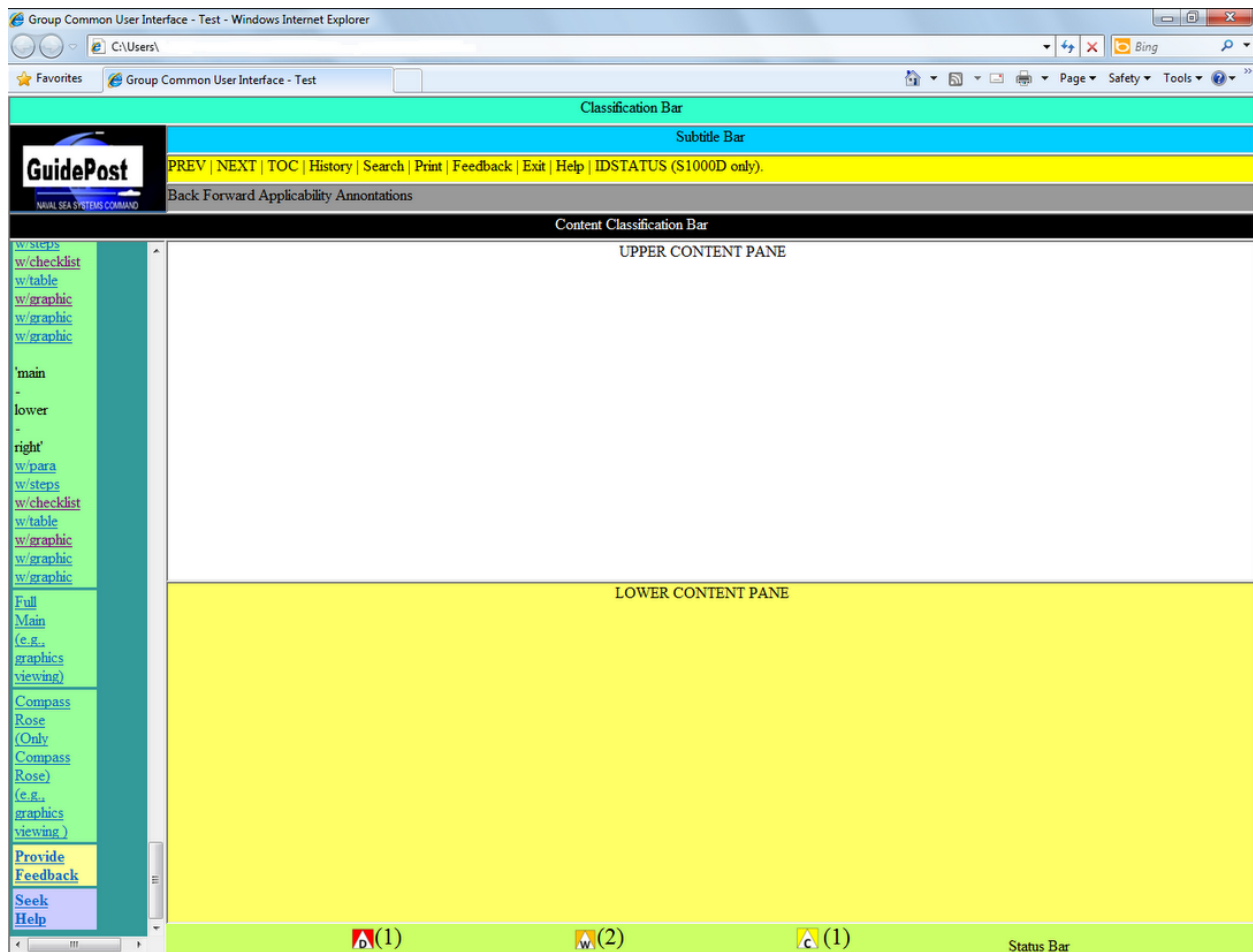 Group Common User Interface - Test - Windows Internet Explorer
C:\Users\
Bing
Favorites
Group Common User Interface - Test
Page
Safety
Tools
Classification Bar
GuidePost
NAVAL SEA SYSTEMS COMMAND
Subtitle Bar
PREV | NEXT | TOC | History | Search | Print | Feedback | Exit | Help | IDSTATUS (S1000D only).
Back Forward Applicability Annontations
Content Classification Bar
w/steps
w/checklist
w/table
w/graphic
w/graphic
w/graphic
'main
-
lower
-
right'
w/para
w/steps
w/checklist
w/table
w/graphic
w/graphic
w/graphic
Full
Main
(e.g.,
graphics
viewing)
Compass
Rose
(Only
Compass
Rose)
(e.g.,
graphics
viewing )
Provide
Feedback
Seek
Help
UPPER CONTENT PANE
LOWER CONTENT PANE
D (1)
W (2)
C (1)
Status Bar